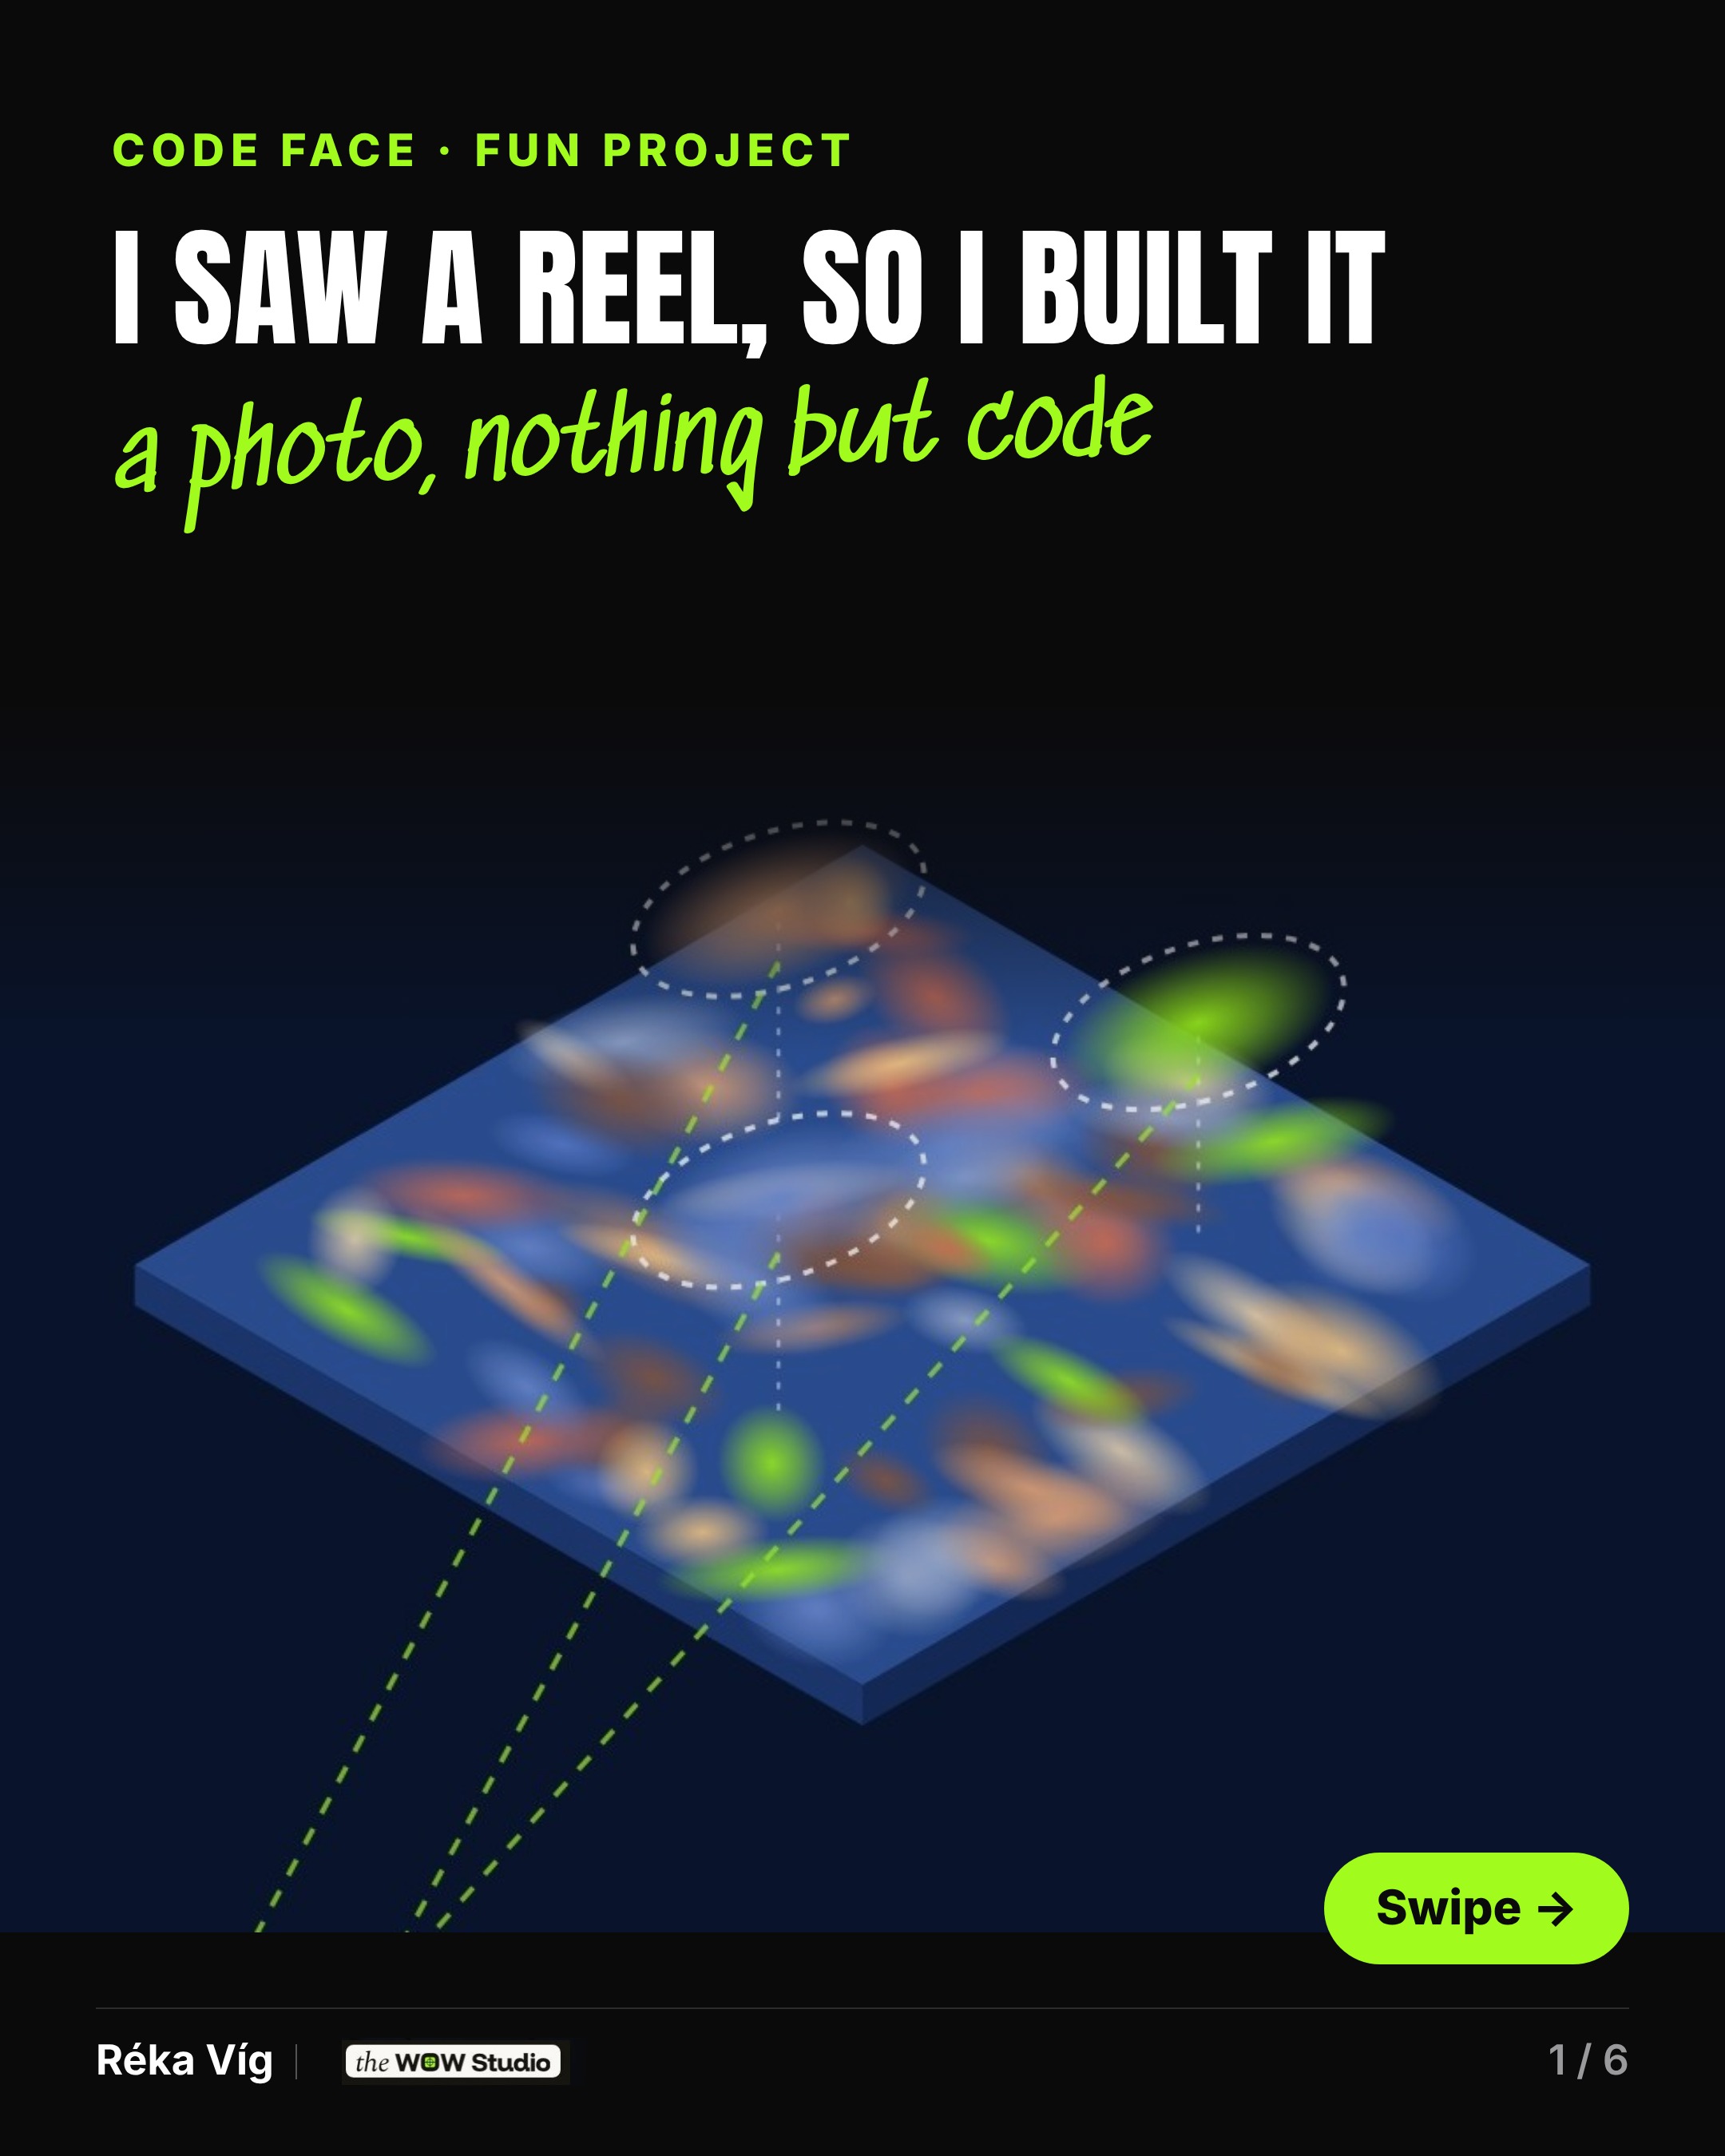 CODE FACE · FUN PROJECT
I SAW A REEL, SO I BUILT IT
a photo, nothing but code
Swipe →
Réka Víg
the WOW Studio
1 / 6